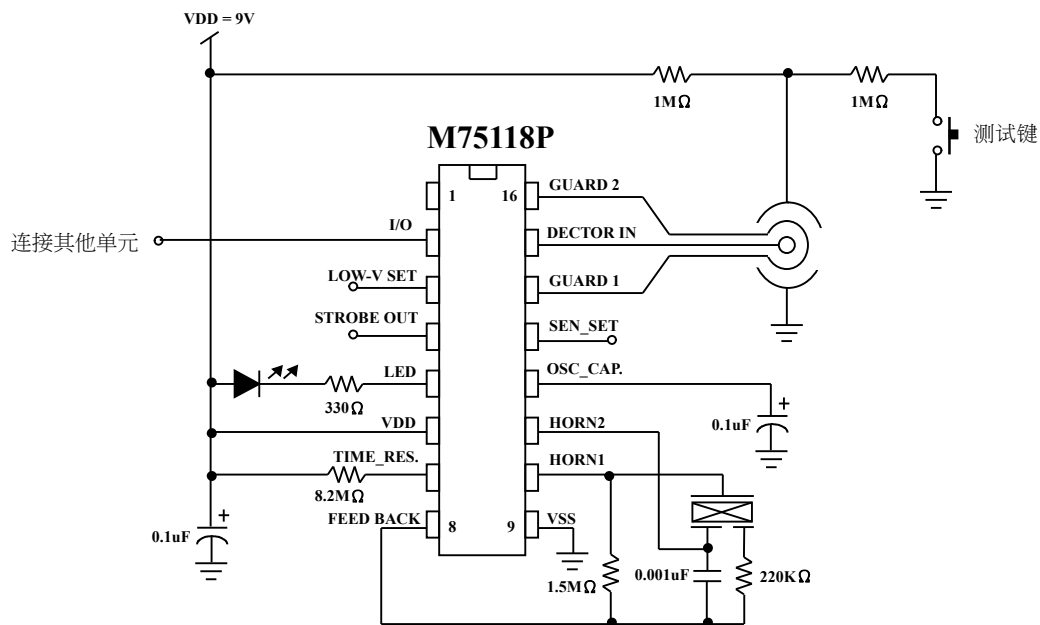 VDD = 9V
1MΩ
1MΩ
M75118P
测试键
1
16
GUARD 2
I/O
DECTOR IN
连接其他单元
LOW-V SET
GUARD 1
STROBE OUT
SEN_SET
LED
OSC_CAP.
330Ω
VDD
HORN2
0.1uF
+
TIME_RES.
HORN1
8.2MΩ
FEED BACK
8
9
VSS
+
0.1uF
1.5MΩ
0.001uF
220KΩ